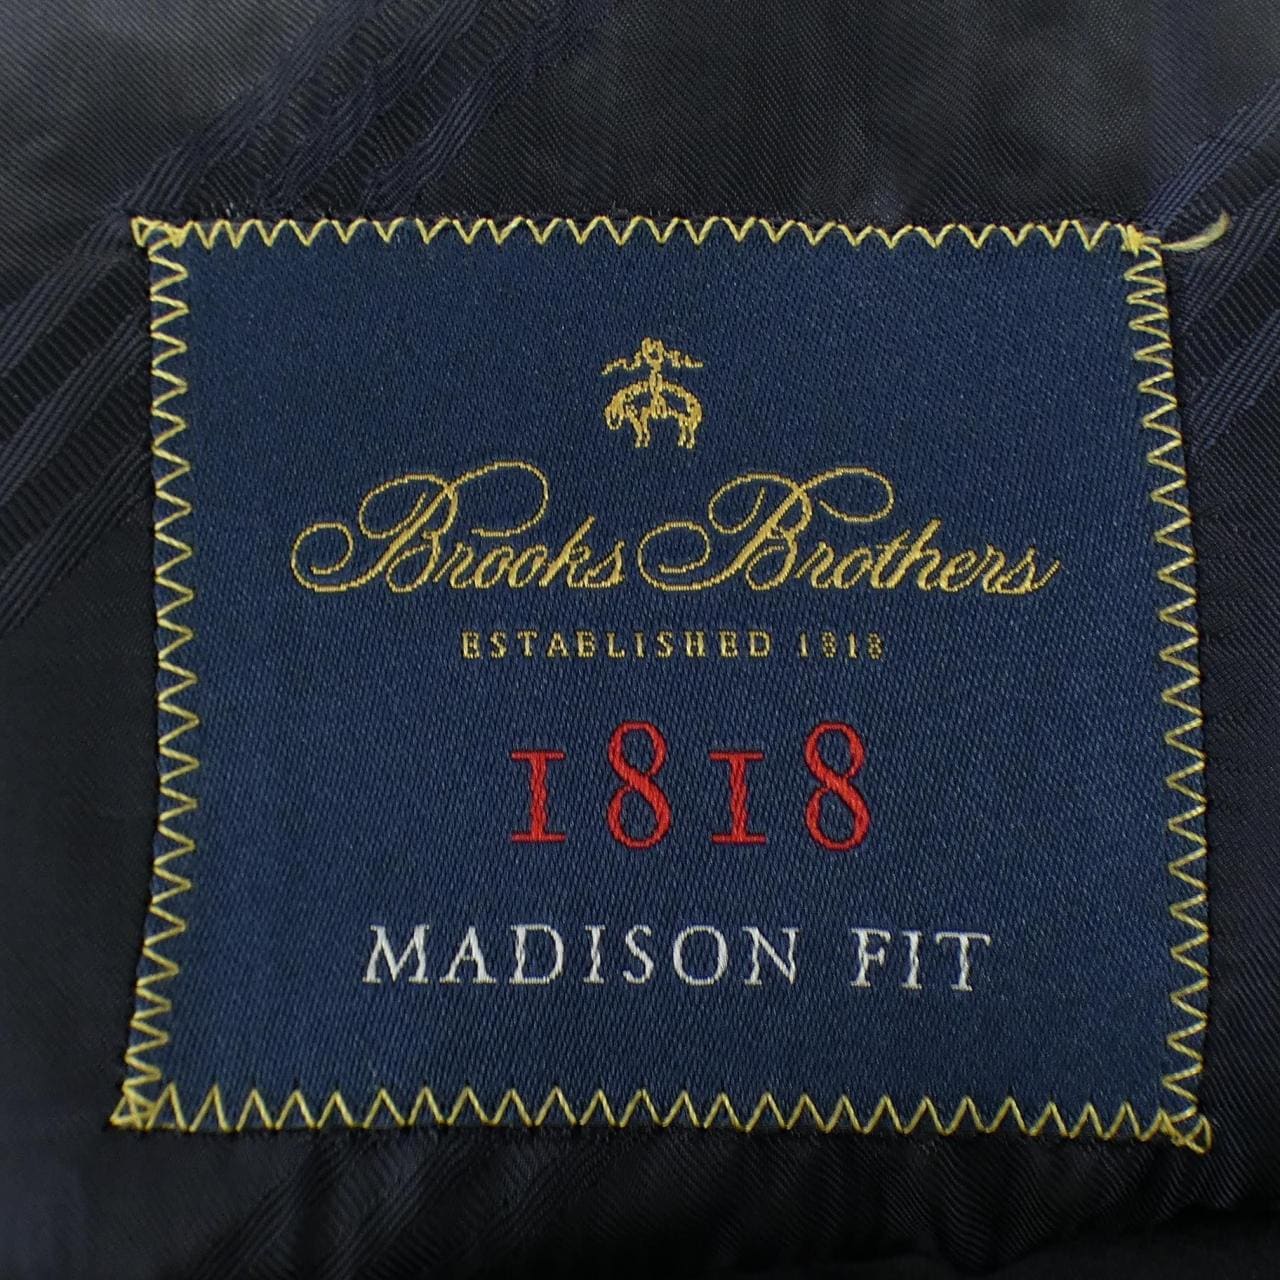 Brooks Brothers
ESTABLISHED 1818
1818
MADISON FIT